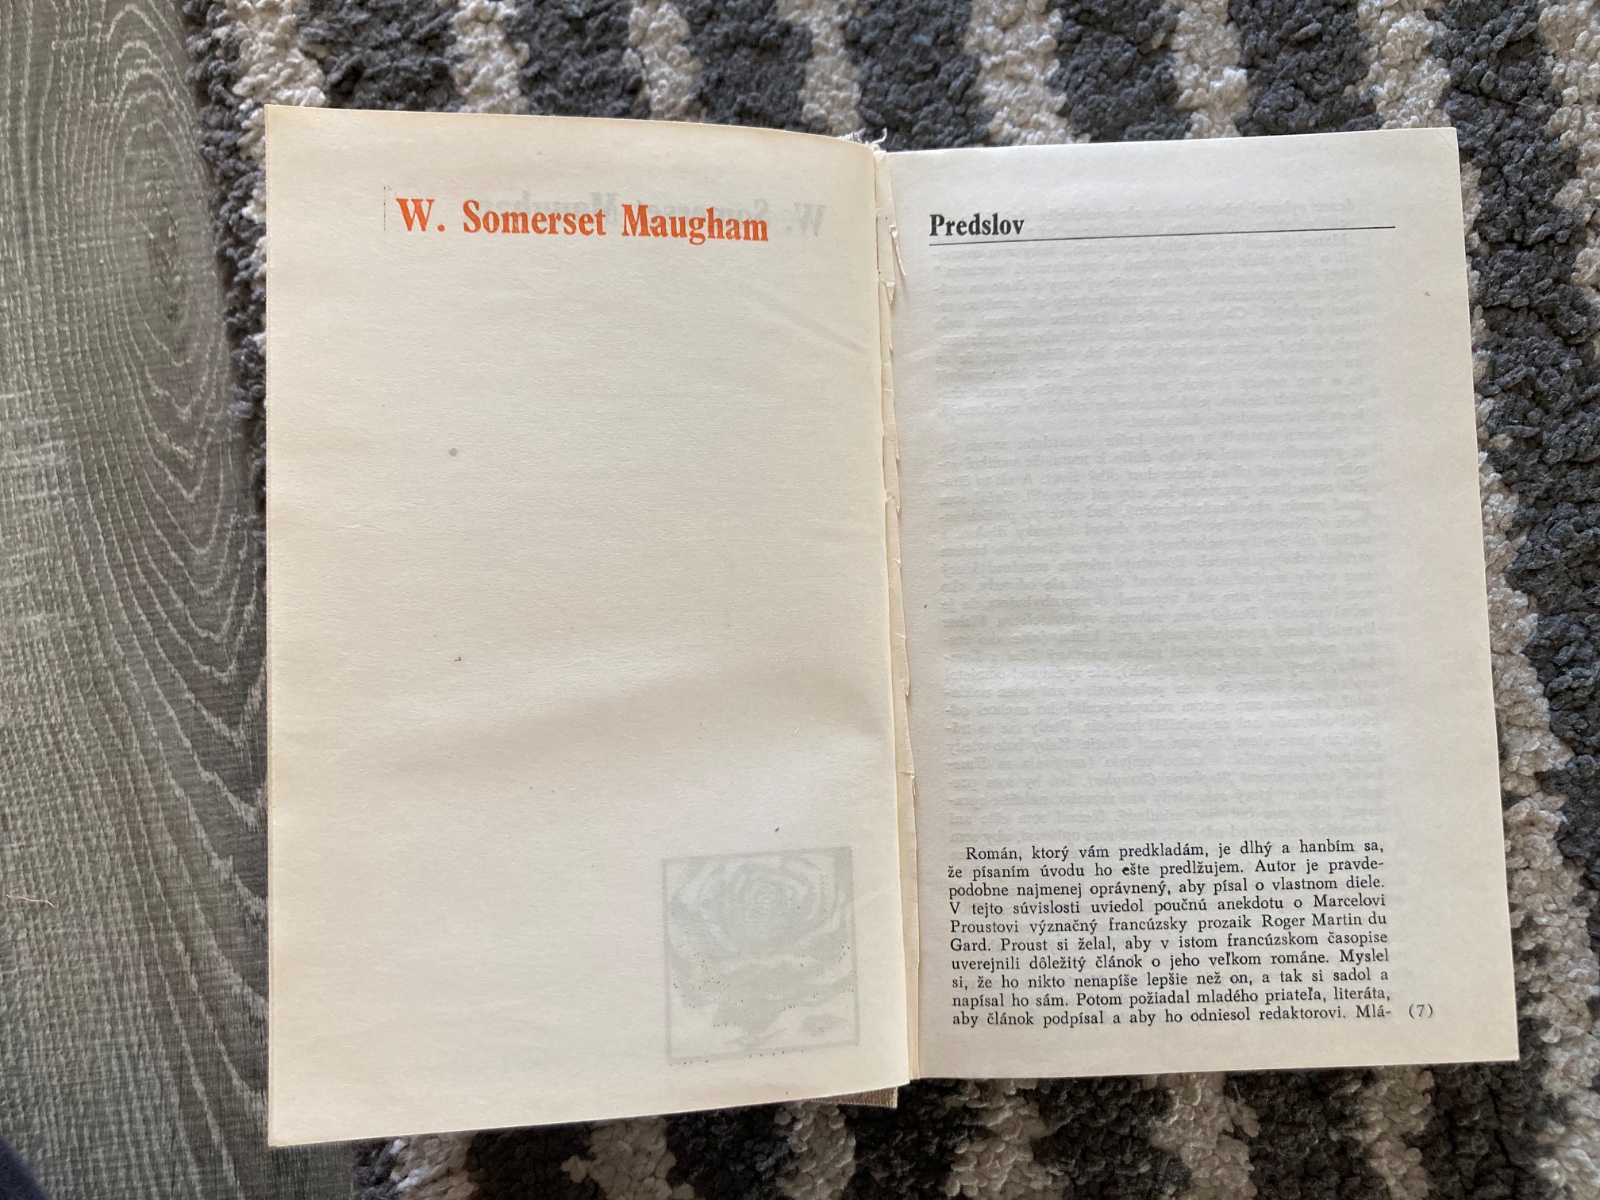 W. Somerset Maugham
Predslov
Román, ktorý vám predkladám, je dlhý a hanbím sa,
že písaním úvodu ho ešte predlžujem. Autor je pravde-
podobne najmenej oprávnený, aby písal o vlastnom diele.
V tejto súvislosti uviedol poučnú anekdotu o Marcelovi
Proustovi význačný francúzsky prozaik Roger Martin du
Gard. Proust si želal, aby v istom francúzskom časopise
uverejnili dôležitý článok o jeho veľkom románe. Myslel
si, že ho nikto nenapíše lepšie než on, a tak si sadol a
napísal ho sám. Potom požiadal mladého priateľa, literáta,
aby článok podpísal a aby ho odniesol redaktorovi. Mlá-
(7)